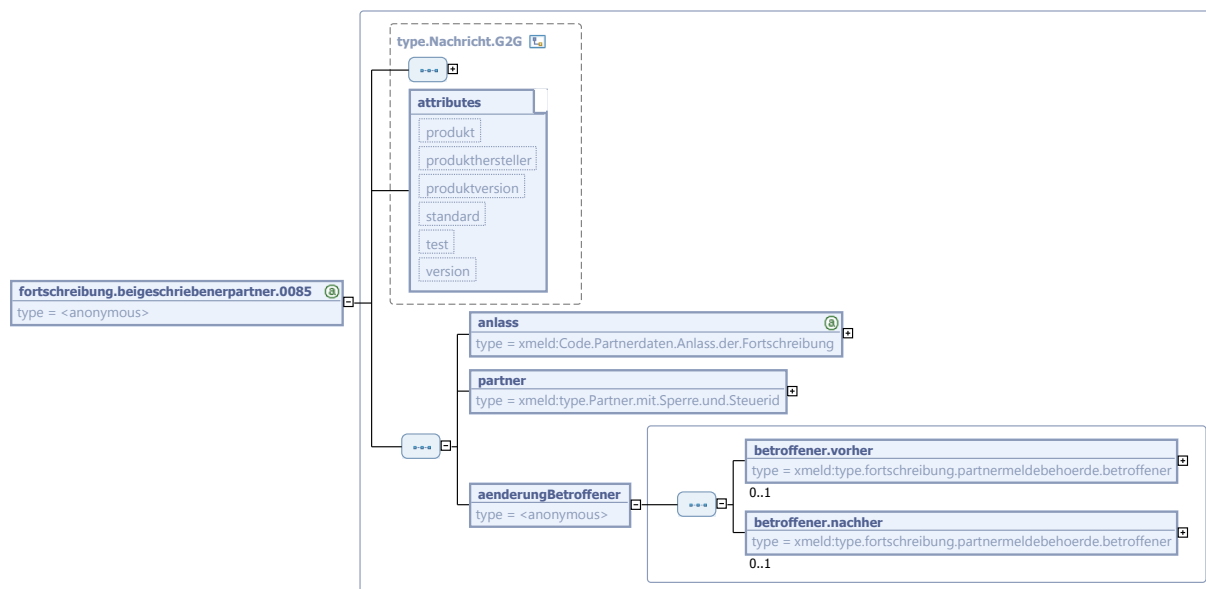 type.Nachricht.G2G
attributes
produkt
produkthersteller
produktversion
standard
test
version
fortschreibung.beigeschriebenerpartner.0085 a
type = <anonymous>
anlass a
type = xmeld:Code.Partnerdaten.Anlass.der.Fortschreibung
partner
type = xmeld:type.Partner.mit.Sperre.und.Steuerid
aenderungBetroffener
type = <anonymous>
betroffener.vorher
type = xmeld:type.fortschreibung.partnermeldebehoerde.betroffener
0..1
betroffener.nachher
type = xmeld:type.fortschreibung.partnermeldebehoerde.betroffener
0..1